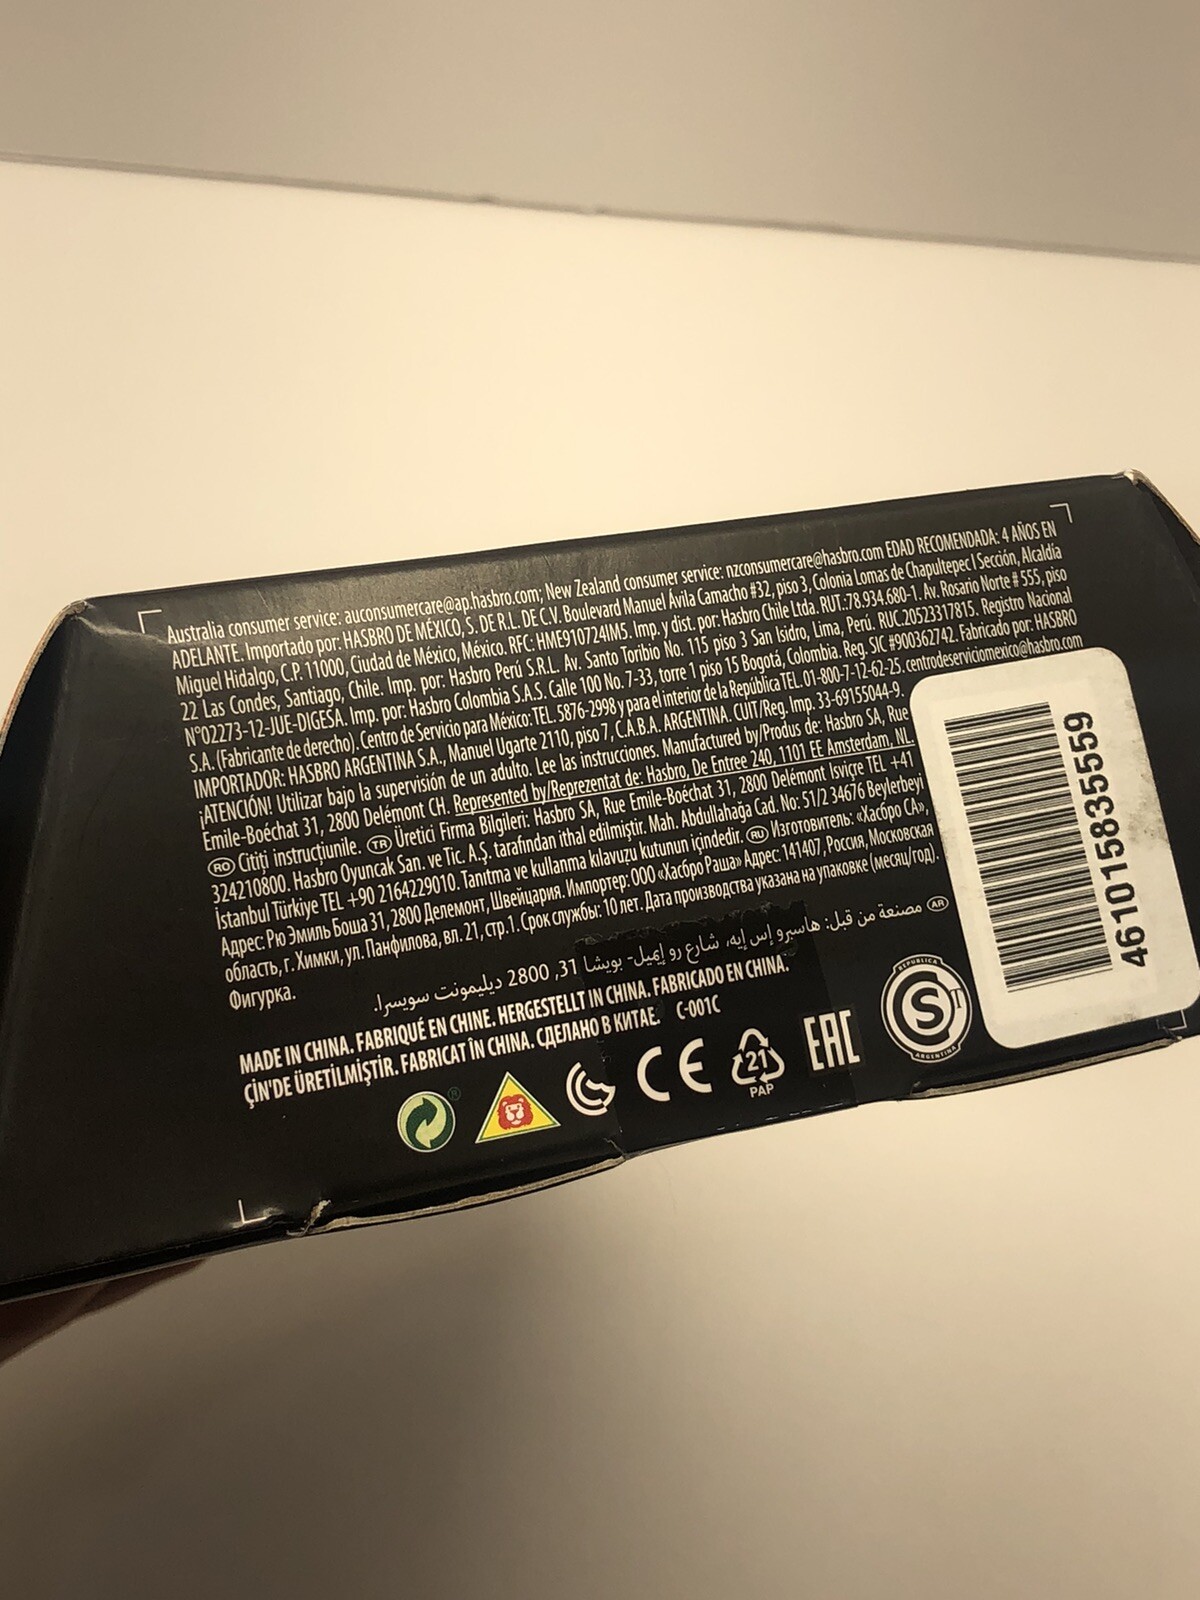 Australia consumer service: auconsumercare@ap.hasbro.com; New Zealand consumer service: nzconsumercare@hasbro.com EDAD RECOMENDADA: 4 AÑOS EN
ADELANTE. Importado por: HASBRO DE MÉXICO, S. DE R.L. DE C.V. Boulevard Manuel Ávila Camacho #32, piso 3, Colonia Lomas de Chapultepec I Sección, Alcaldía
Miguel Hidalgo, C.P. 11000, Ciudad de México, México. RFC: HME910724IM5. Imp. y dist. por: Hasbro Chile Ltda. RUT:78.934.680-1. Av. Rosario Norte # 555, piso
22 Las Condes, Santiago, Chile. Imp. por: Hasbro Perú S.R.L. Av. Santo Toribio No. 115 piso 3 San Isidro, Lima, Perú. RUC.20523317815. Registro Nacional
N°02273-12-JUE-DIGESA. Imp. por: Hasbro Colombia S.A.S. Calle 100 No. 7-33, torre 1 piso 15 Bogotá, Colombia. Reg. SIC #900362742. Fabricado por: HASBRO
S.A. (Fabricante de derecho). Centro de Servicio para México: TEL. 5876-2998 y para el interior de la República TEL. 01-800-7-12-62-25. centrodeserviciomexico@hasbro.com
IMPORTADOR: HASBRO ARGENTINA S.A., Manuel Ugarte 2110, piso 7, C.A.B.A. ARGENTINA. CUIT/Reg. Imp. 33-69155044-9.
¡ATENCIÓN! Utilizar bajo la supervisión de un adulto. Lee las instrucciones. Manufactured by/Produs de: Hasbro SA, Rue
Emile-Boéchat 31, 2800 Delémont CH. Represented by/Reprezentat de: Hasbro, De Entree 240, 1101 EE Amsterdam, NL.
RO Citiți instrucțiunile. TR Üretici Firma Bilgileri: Hasbro SA, Rue Emile-Boéchat 31, 2800 Delémont İsviçre TEL +41
324210800. Hasbro Oyuncak San. ve Tic. A.Ş. tarafından ithal edilmiştir. Mah. Abdullahağa Cad. No: 51/2 34676 Beylerbeyi
İstanbul Türkiye TEL +90 2164229010. Tanıtma ve kullanma kılavuzu kutunun içindedir. RU Изготовитель: «Хасбро СА»,
Адрес: Рю Эмиль Боша 31, 2800 Делемонт, Швейцария. Импортер: ООО «Хасбро Раша» Адрес: 141407, Россия, Московская
область, г. Химки, ул. Панфилова, вл. 21, стр.1. Срок службы: 10 лет. Дата производства указана на упаковке (месяц/год).
Фигурка.
AR مصنعة من قبل: هاسبرو إس إيه، شارع رو إيميل- بويشا 31, 2800 ديليمونت سويسرا.
MADE IN CHINA. FABRIQUÉ EN CHINE. HERGESTELLT IN CHINA. FABRICADO EN CHINA.
ÇİN'DE ÜRETİLMİŞTİR. FABRICAT ÎN CHINA. СДЕЛАНО В КИТАЕ. C-001C
® CE 21 PAP EAC
REPUBLICA S ARGENTINA
4610158355​59